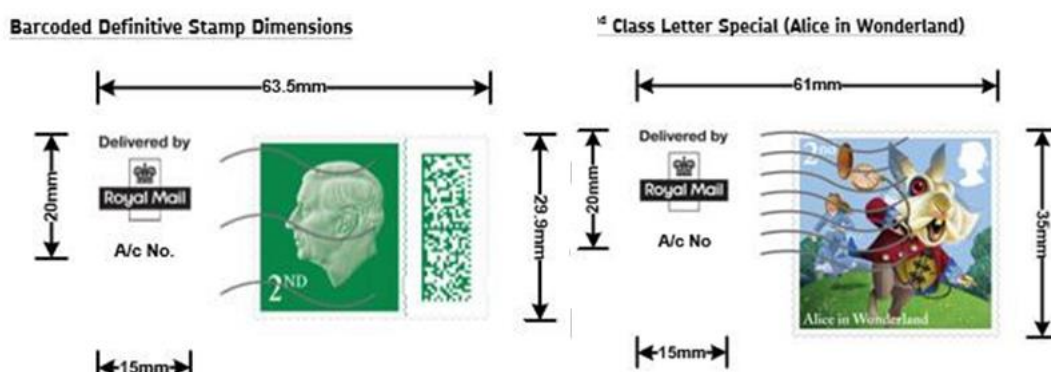 Barcoded Definitive Stamp Dimensions
63.5mm
Delivered by
Royal Mail
A/c No.
20mm
2ND
29.9mm
15mm
Class Letter Special (Alice in Wonderland)
61mm
Delivered by
Royal Mail
A/c No
20mm
2ND
Alice in Wonderland
35mm
15mm